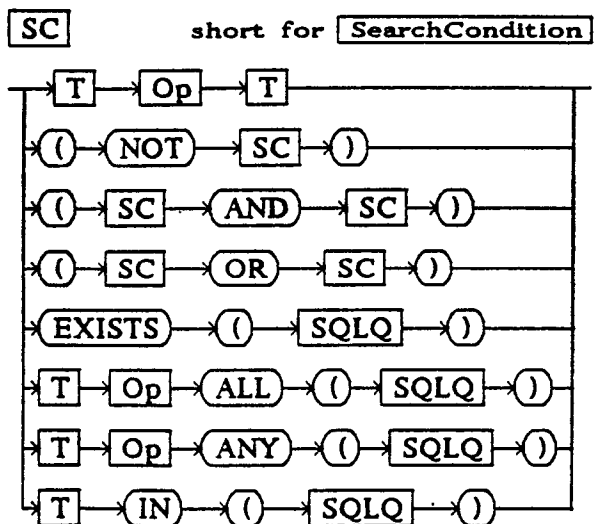 SC short for SearchCondition
T Op T
( NOT SC )
( SC AND SC )
( SC OR SC )
EXISTS ( SQLQ )
T Op ALL ( SQLQ )
T Op ANY ( SQLQ )
T IN ( SQLQ )